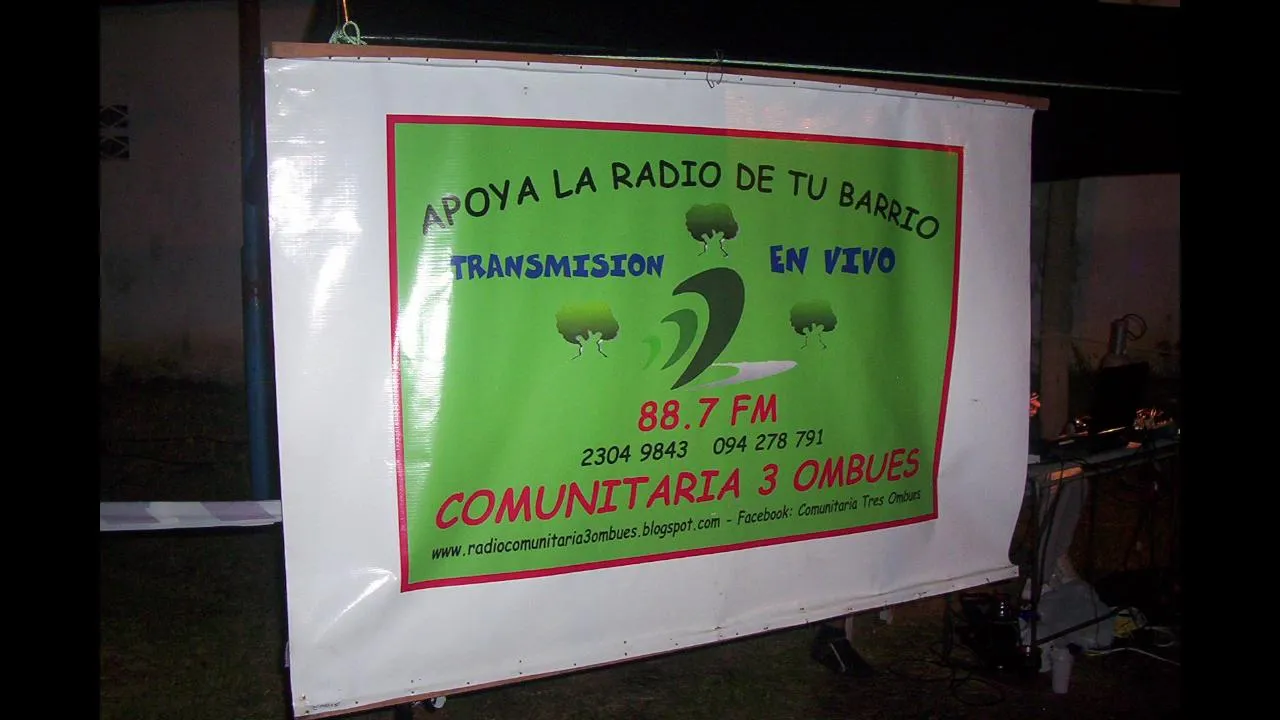 APOYA LA RADIO DE TU BARRIO
TRANSMISION EN VIVO
88.7 FM
2304 9843 094 278 791
COMUNITARIA 3 OMBUES
www.radiocomunitaria3ombues.blogspot.com - Facebook: Comunitaria Tres Ombues